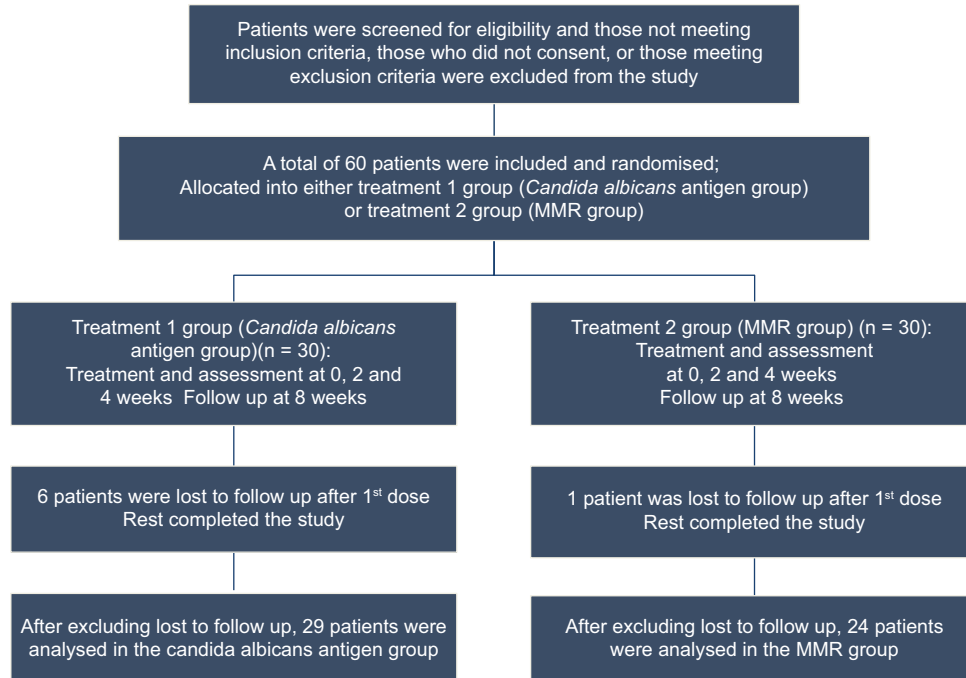 Patients were screened for eligibility and those not meeting
inclusion criteria, those who did not consent, or those meeting
exclusion criteria were excluded from the study
A total of 60 patients were included and randomised;
Allocated into either treatment 1 group (Candida albicans antigen group)
or treatment 2 group (MMR group)
Treatment 1 group (Candida albicans
antigen group)(n = 30):
Treatment and assessment at 0, 2 and
4 weeks Follow up at 8 weeks
Treatment 2 group (MMR group) (n = 30):
Treatment and assessment
at 0, 2 and 4 weeks
Follow up at 8 weeks
6 patients were lost to follow up after 1st dose
Rest completed the study
1 patient was lost to follow up after 1st dose
Rest completed the study
After excluding lost to follow up, 29 patients were
analysed in the candida albicans antigen group
After excluding lost to follow up, 24 patients
were analysed in the MMR group